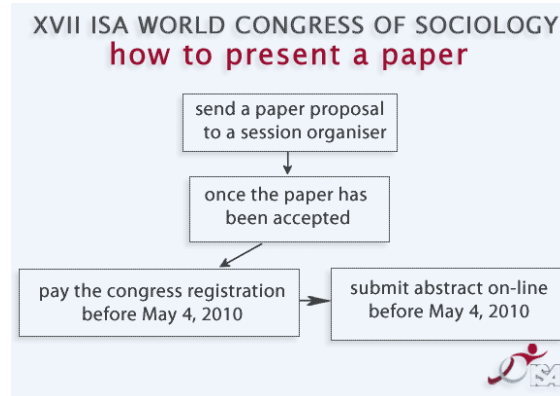 XVII ISA WORLD CONGRESS OF SOCIOLOGY
how to present a paper
send a paper proposal
to a session organiser
once the paper has
been accepted
pay the congress registration
before May 4, 2010
submit abstract on-line
before May 4, 2010
ISA